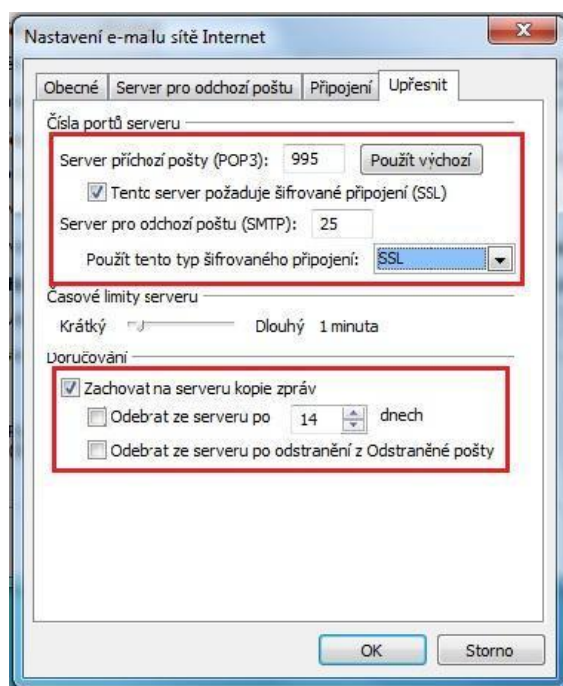 Nastavení e-mailu sítě Internet
Obecné Server pro odchozí poštu Připojení Upřesnit
Čísla portů serveru
Server příchozí pošty (POP3): 995 Použít výchozí
Tento server požaduje šifrované připojení (SSL)
Server pro odchozí poštu (SMTP): 25
Použít tento typ šifrovaného připojení: SSL
Časové limity serveru
Krátký Dlouhý 1 minuta
Doručování
Zachovat na serveru kopie zpráv
Odebrat ze serveru po 14 dnech
Odebrat ze serveru po odstranění z Odstraněné pošty
OK Storno